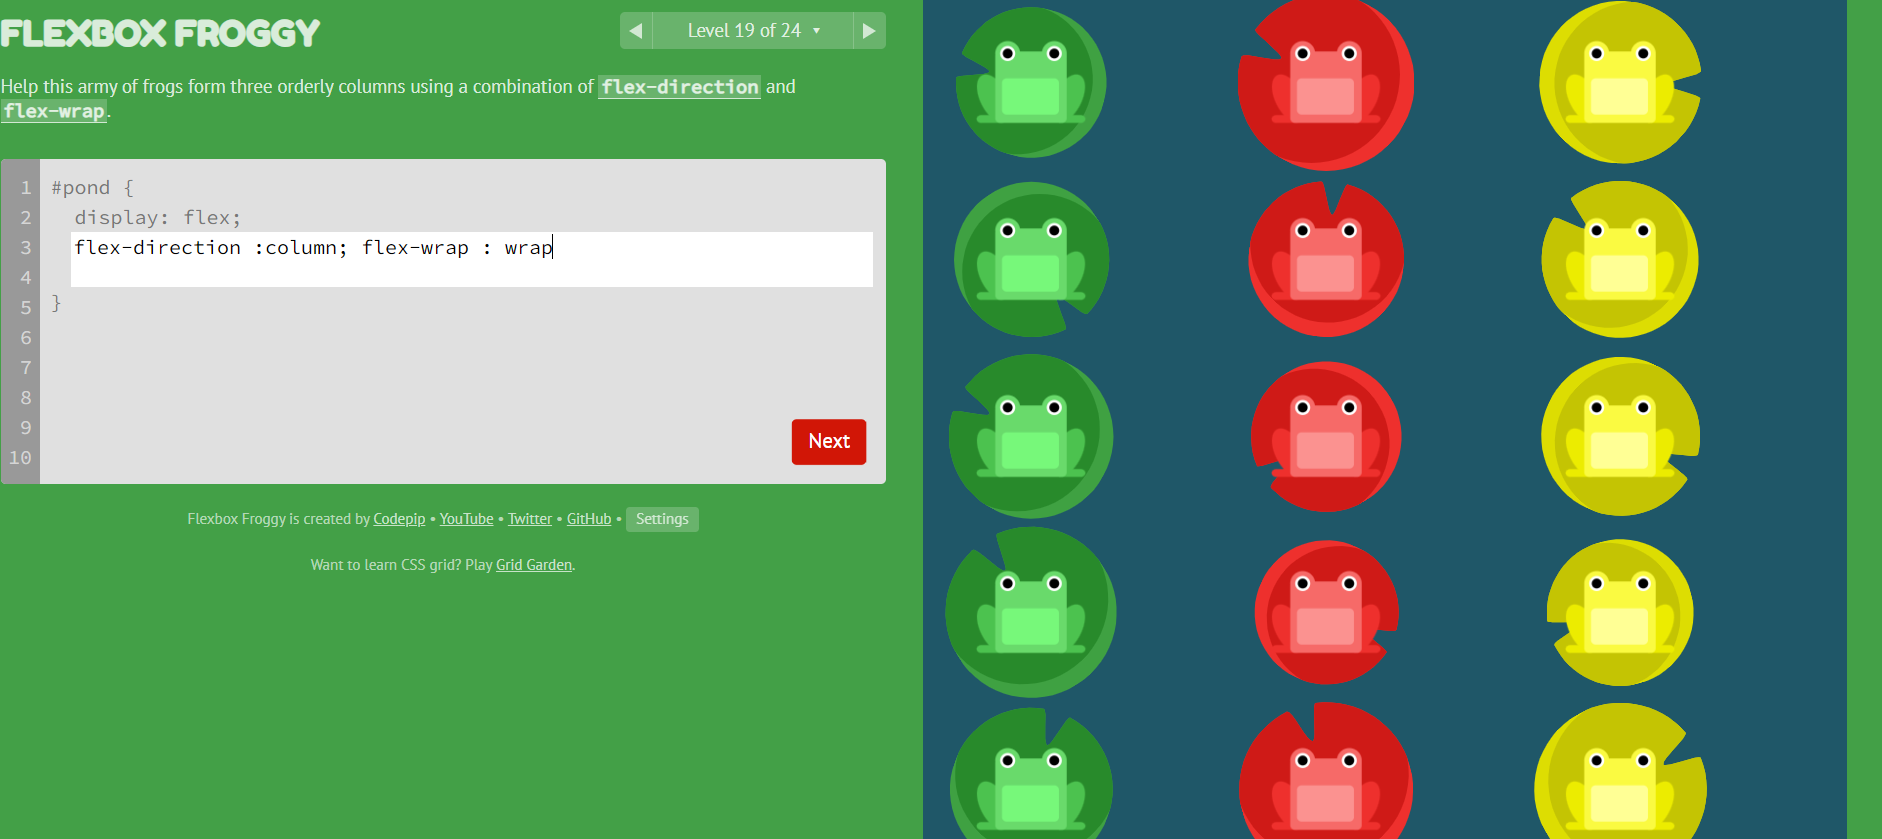 FLEXBOX FROGGY
Level 19 of 24
Help this army of frogs form three orderly columns using a combination of flex-direction and
flex-wrap.
1 #pond {
2 display: flex;
3 flex-direction :column; flex-wrap : wrap
4
5 }
6
7
8
9
10
Next
Flexbox Froggy is created by Codepip • YouTube • Twitter • GitHub • Settings
Want to learn CSS grid? Play Grid Garden.